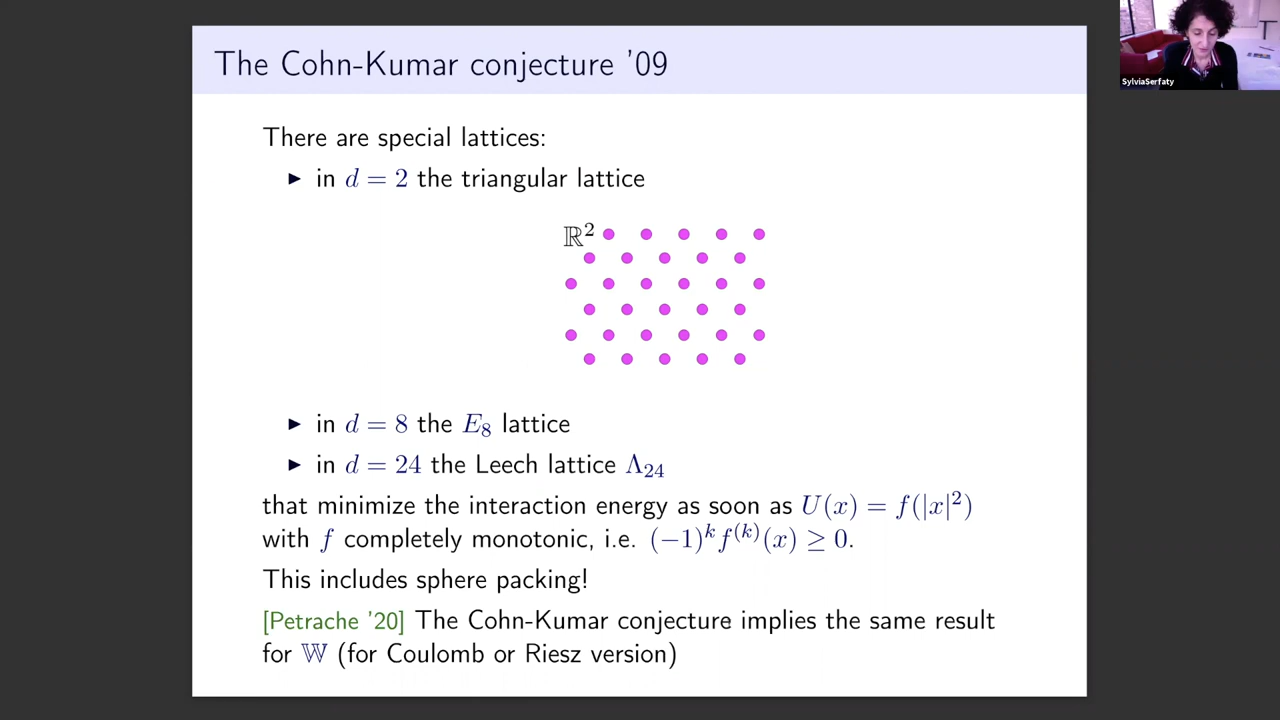 The Cohn-Kumar conjecture '09
SylviaSerfaty
There are special lattices:
▶ in d = 2 the triangular lattice
ℝ²
▶ in d = 8 the E₈ lattice
▶ in d = 24 the Leech lattice Λ₂₄
that minimize the interaction energy as soon as U(x) = f(|x|²)
with f completely monotonic, i.e. (−1)ᵏf⁽ᵏ⁾(x) ≥ 0.
This includes sphere packing!
[Petrache '20] The Cohn-Kumar conjecture implies the same result
for 𝕎 (for Coulomb or Riesz version)